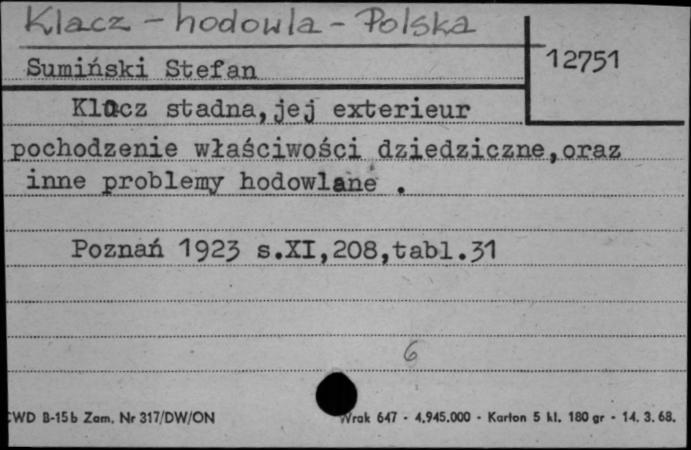 Klacz - hodowla - Polska
12751
Sumiński Stefan
Klacz stadna,jej exterieur
pochodzenie właściwości dziedziczne,oraz
inne problemy hodowlane .
Poznań 1923 s.XI,208,tabl.31
6
CWD B-15b Zam. Nr 317/DW/ON
Wrak 647 - 4.945.000 - Karton 5 kl. 180 gr - 14. 3. 68.